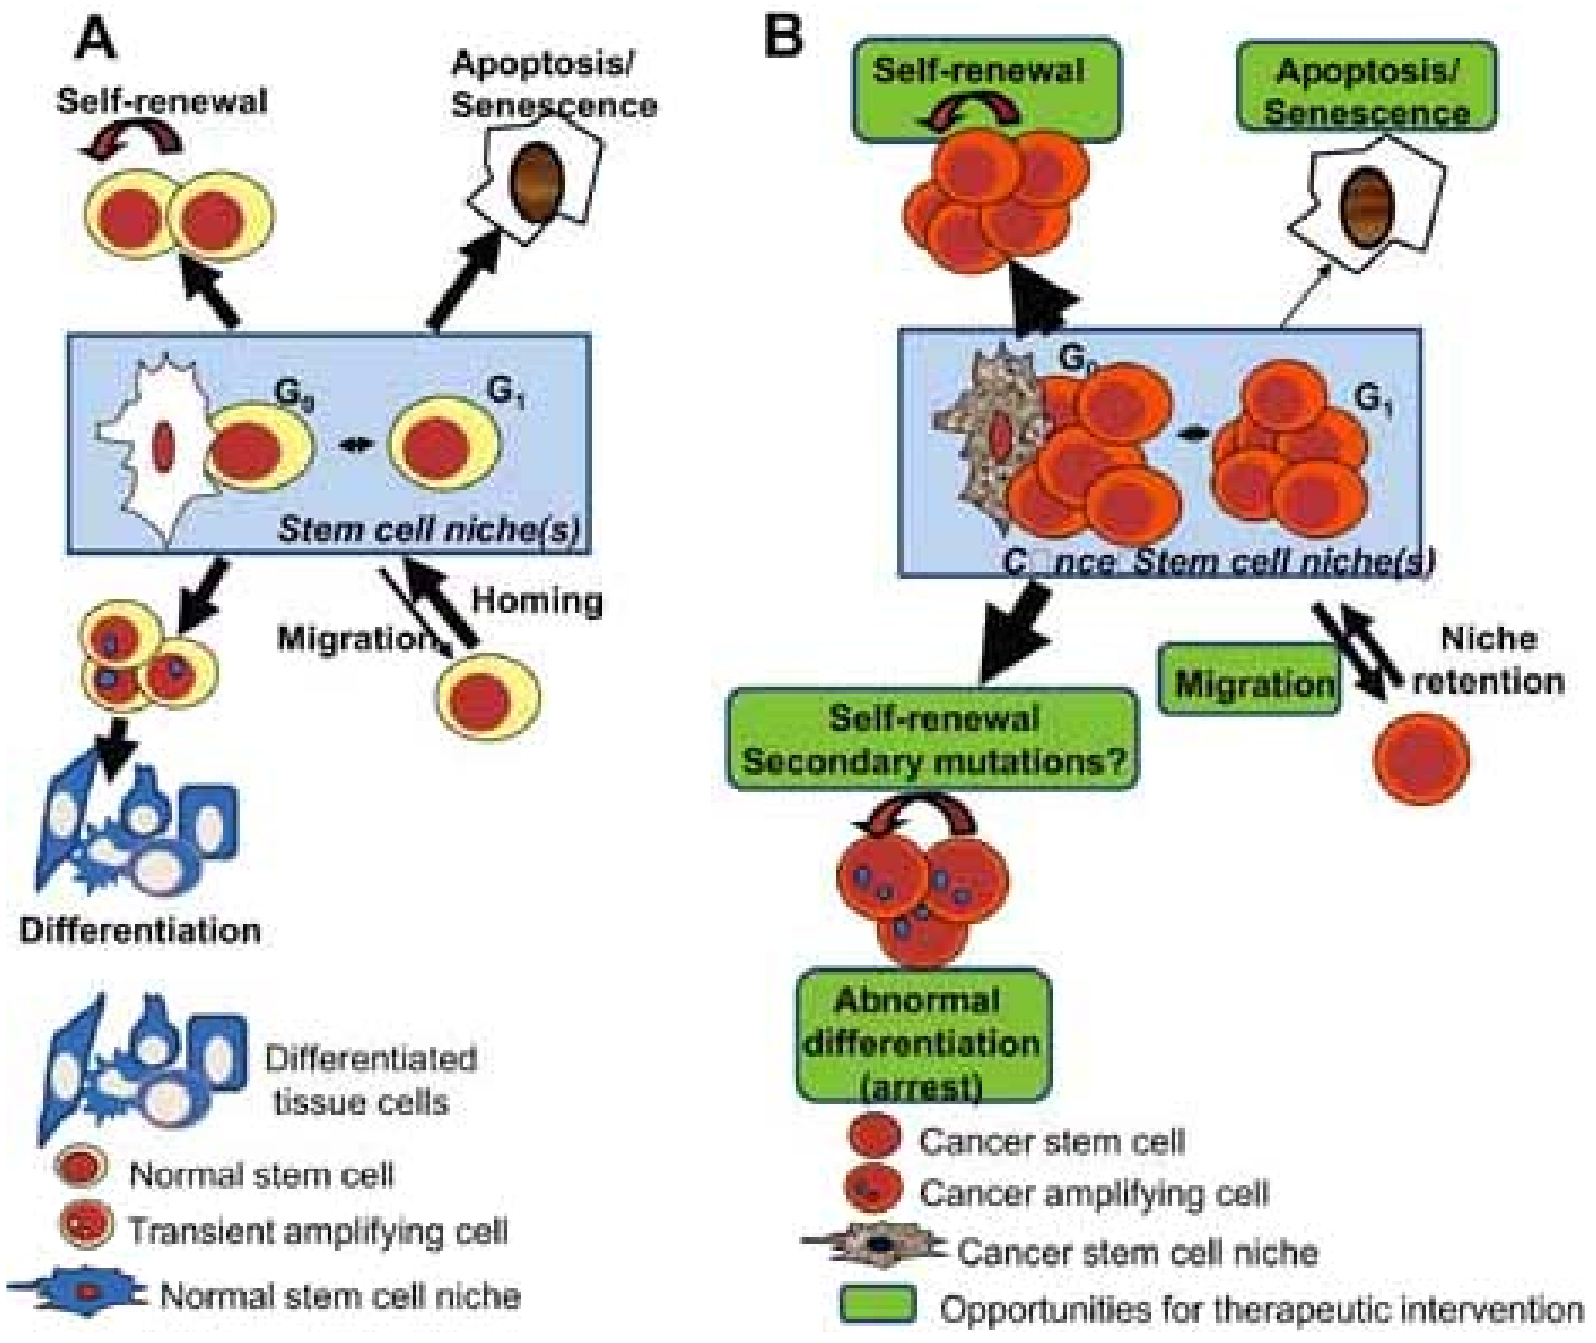 A
Self-renewal
Apoptosis/
Senescence
G0
G1
Stem cell niche(s)
Homing
Migration
Differentiation
Differentiated
tissue cells
Normal stem cell
Transient amplifying cell
Normal stem cell niche
B
Self-renewal
Apoptosis/
Senescence
G0
G1
C□nce Stem cell niche(s)
Niche
retention
Migration
Self-renewal
Secondary mutations?
Abnormal
differentiation
(arrest)
Cancer stem cell
Cancer amplifying cell
Cancer stem cell niche
Opportunities for therapeutic intervention